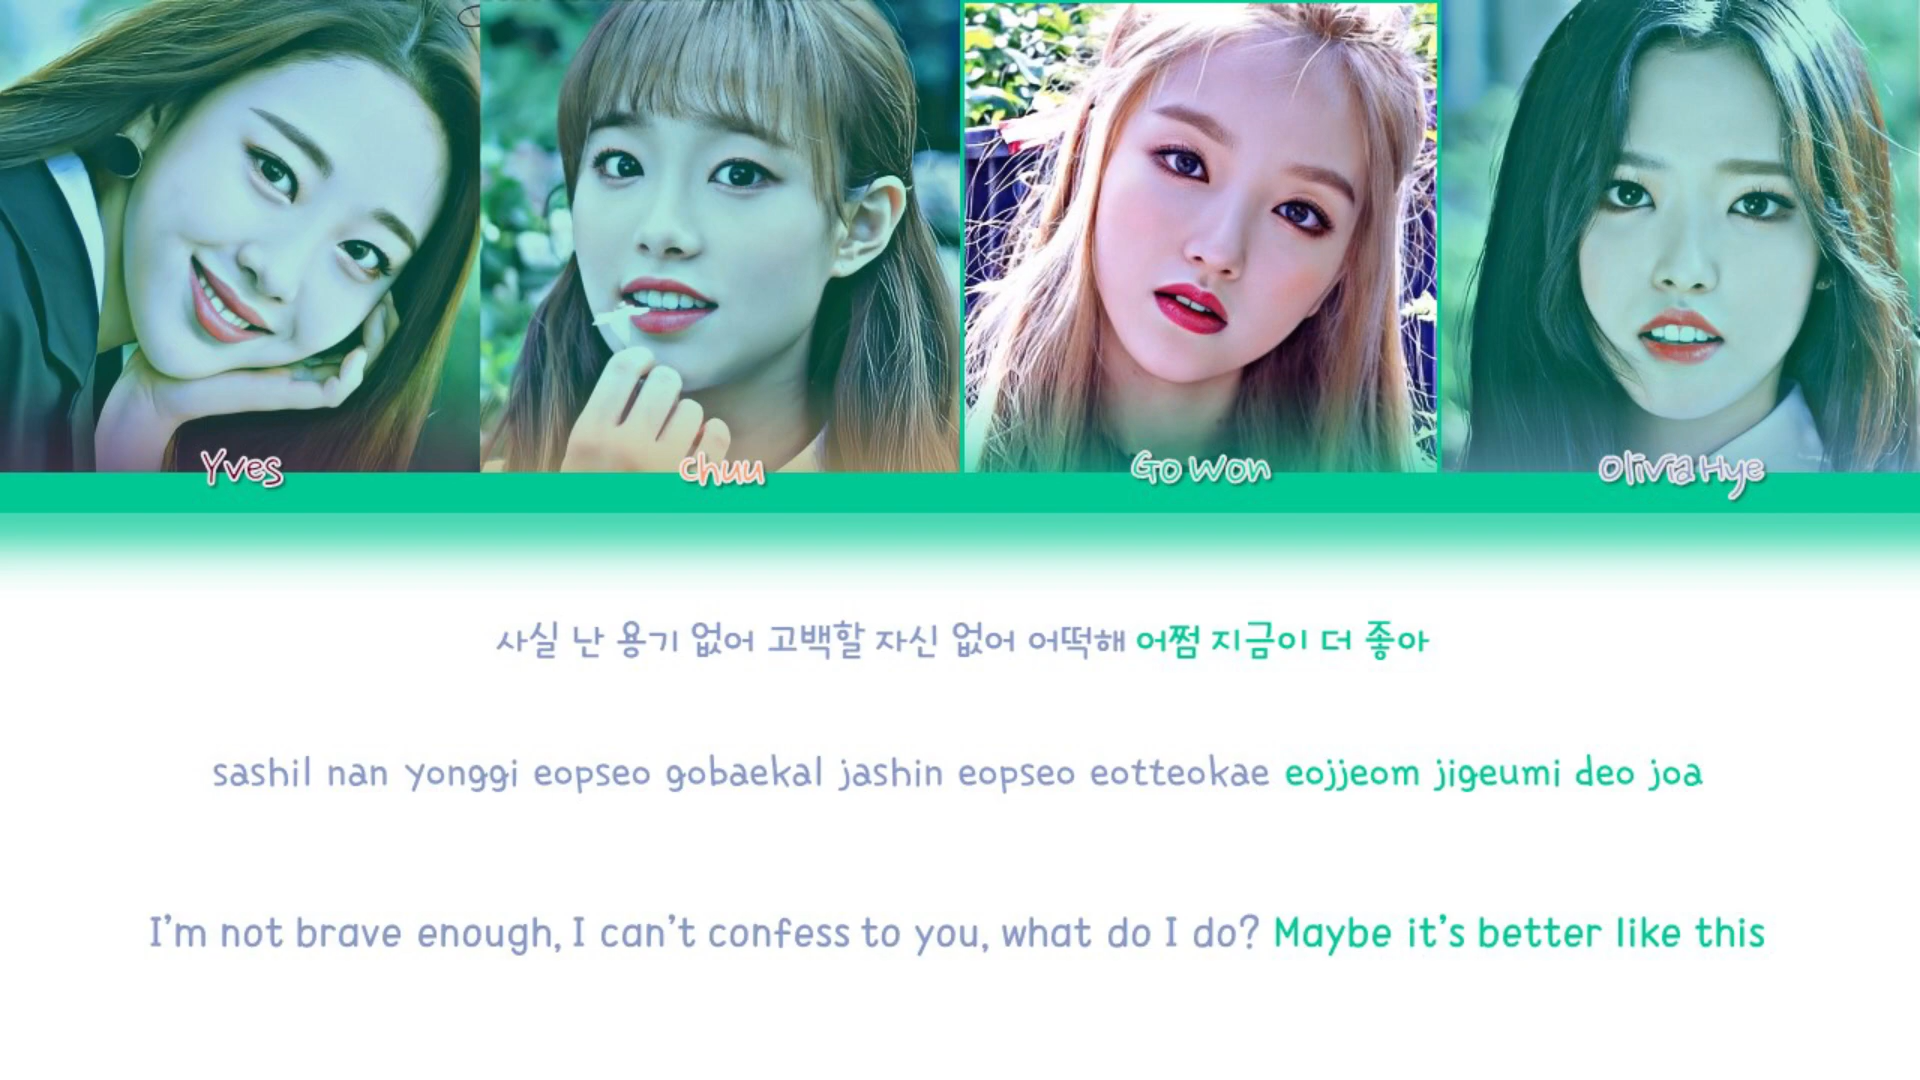 Yves
chuu
Go Won
Olivia Hye
사실 난 용기 없어 고백할 자신 없어 어떡해 어쩜 지금이 더 좋아
sashil nan yonggi eopseo gobaekal jashin eopseo eotteokae eojjeom jigeumi deo joa
I'm not brave enough, I can't confess to you, what do I do? Maybe it's better like this